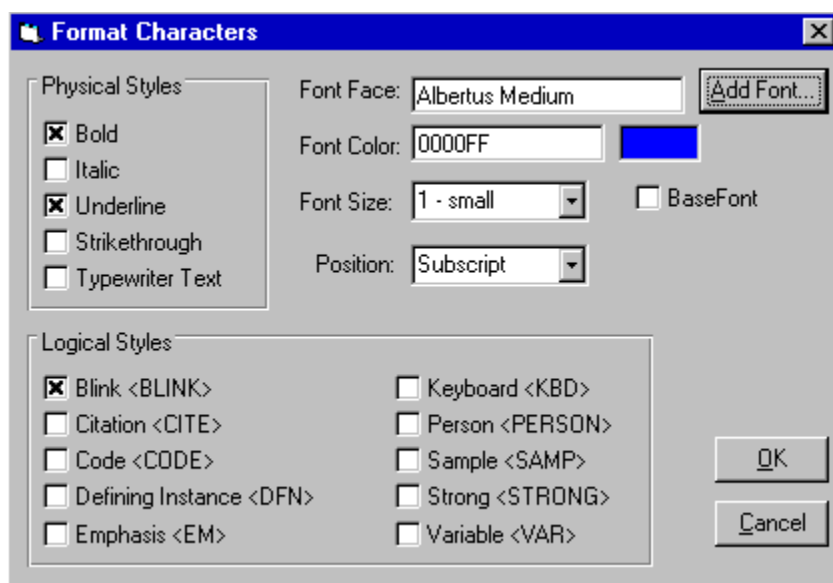 Format Characters
Physical Styles
Bold
Italic
Underline
Strikethrough
Typewriter Text
Font Face: Albertus Medium Add Font...
Font Color: 0000FF
Font Size: 1 - small BaseFont
Position: Subscript
Logical Styles
Blink <BLINK>
Citation <CITE>
Code <CODE>
Defining Instance <DFN>
Emphasis <EM>
Keyboard <KBD>
Person <PERSON>
Sample <SAMP>
Strong <STRONG>
Variable <VAR>
OK
Cancel